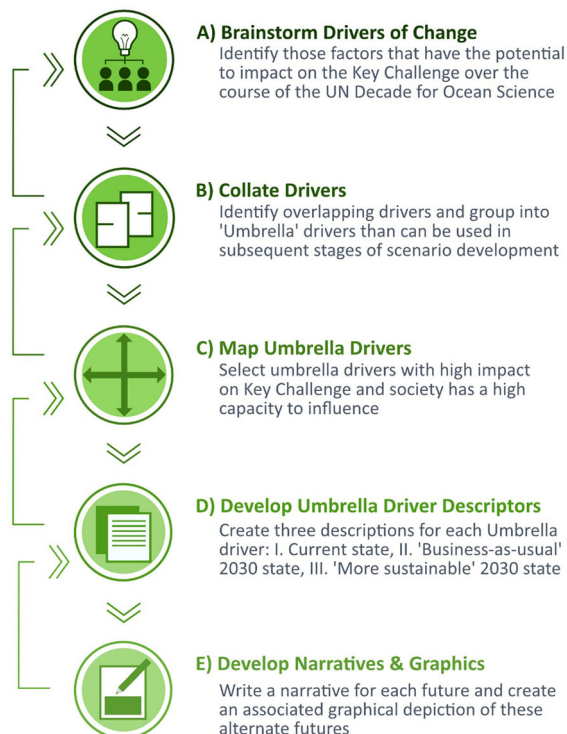 A) Brainstorm Drivers of Change
Identify those factors that have the potential
to impact on the Key Challenge over the
course of the UN Decade for Ocean Science
B) Collate Drivers
Identify overlapping drivers and group into
'Umbrella' drivers than can be used in
subsequent stages of scenario development
C) Map Umbrella Drivers
Select umbrella drivers with high impact
on Key Challenge and society has a high
capacity to influence
D) Develop Umbrella Driver Descriptors
Create three descriptions for each Umbrella
driver: I. Current state, II. 'Business-as-usual'
2030 state, III. 'More sustainable' 2030 state
E) Develop Narratives & Graphics
Write a narrative for each future and create
an associated graphical depiction of these
alternate futures